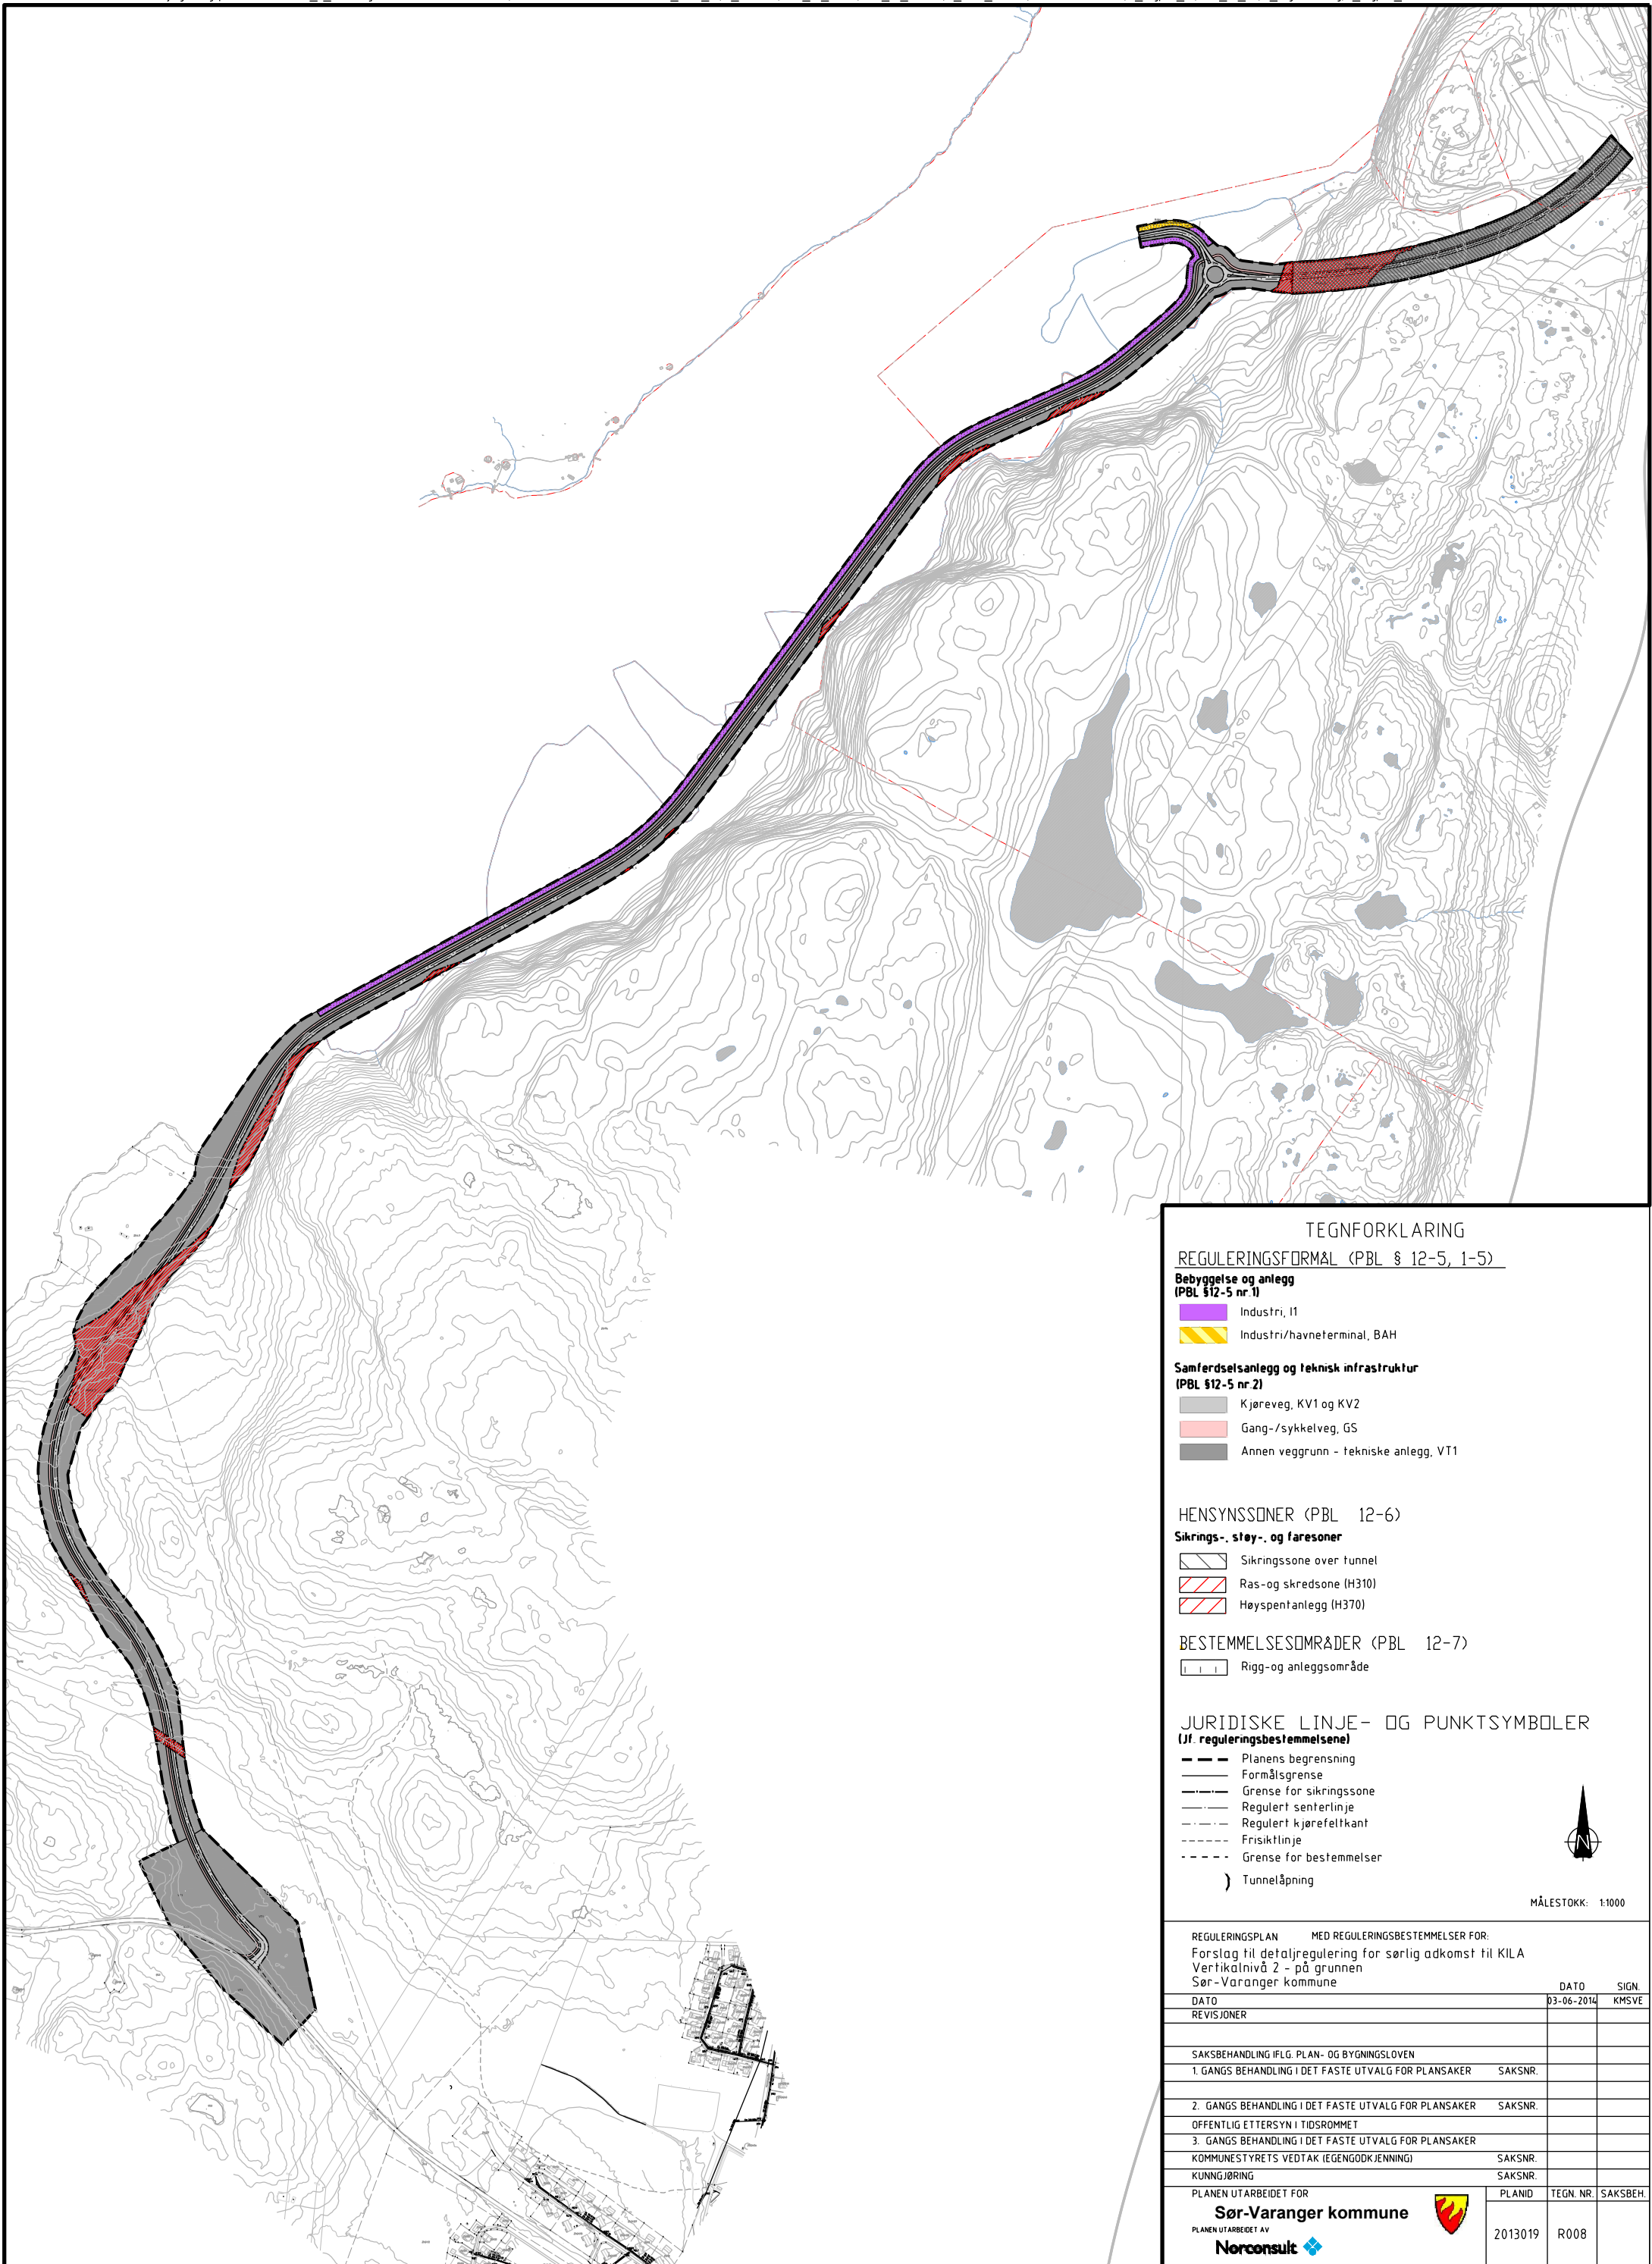 TEGNFORKLARING
REGULERINGSFORMÅL (PBL § 12-5, 1-5)
Bebyggelse og anlegg
(PBL §12-5 nr.1)
Industri, I1
Industri/havneterminal, BAH
Samferdselsanlegg og teknisk infrastruktur
(PBL §12-5 nr.2)
Kjøreveg, KV1 og KV2
Gang-/sykkelveg, GS
Annen veggrunn - tekniske anlegg, VT1
HENSYNSSONER (PBL 12-6)
Sikrings-, støy-, og faresoner
Sikringssone over tunnel
Ras-og skredsone (H310)
Høyspentanlegg (H370)
BESTEMMELSESOMRÅDER (PBL 12-7)
Rigg-og anleggsområde
JURIDISKE LINJE- OG PUNKTSYMBOLER
(Jf. reguleringsbestemmelsene)
Planens begrensning
Formålsgrense
Grense for sikringssone
Regulert senterlinje
Regulert kjørefeltkant
Frisiktlinje
Grense for bestemmelser
Tunnelåpning
N
MÅLESTOKK: 1:1000
REGULERINGSPLAN MED REGULERINGSBESTEMMELSER FOR:
Forslag til detaljregulering for sørlig adkomst til KILA
Vertikalnivå 2 - på grunnen
Sør-Varanger kommune
DATO SIGN.
DATO 03-06-2014 KMSVE
REVISJONER
SAKSBEHANDLING IFLG. PLAN- OG BYGNINGSLOVEN
1. GANGS BEHANDLING I DET FASTE UTVALG FOR PLANSAKER SAKSNR.
2. GANGS BEHANDLING I DET FASTE UTVALG FOR PLANSAKER SAKSNR.
OFFENTLIG ETTERSYN I TIDSROMMET
3. GANGS BEHANDLING I DET FASTE UTVALG FOR PLANSAKER
KOMMUNESTYRETS VEDTAK (EGENGODKJENNING) SAKSNR.
KUNNGJØRING SAKSNR.
PLANEN UTARBEIDET FOR PLANID TEGN. NR. SAKSBEH.
Sør-Varanger kommune
PLANEN UTARBEIDET AV
2013019 R008
Norconsult